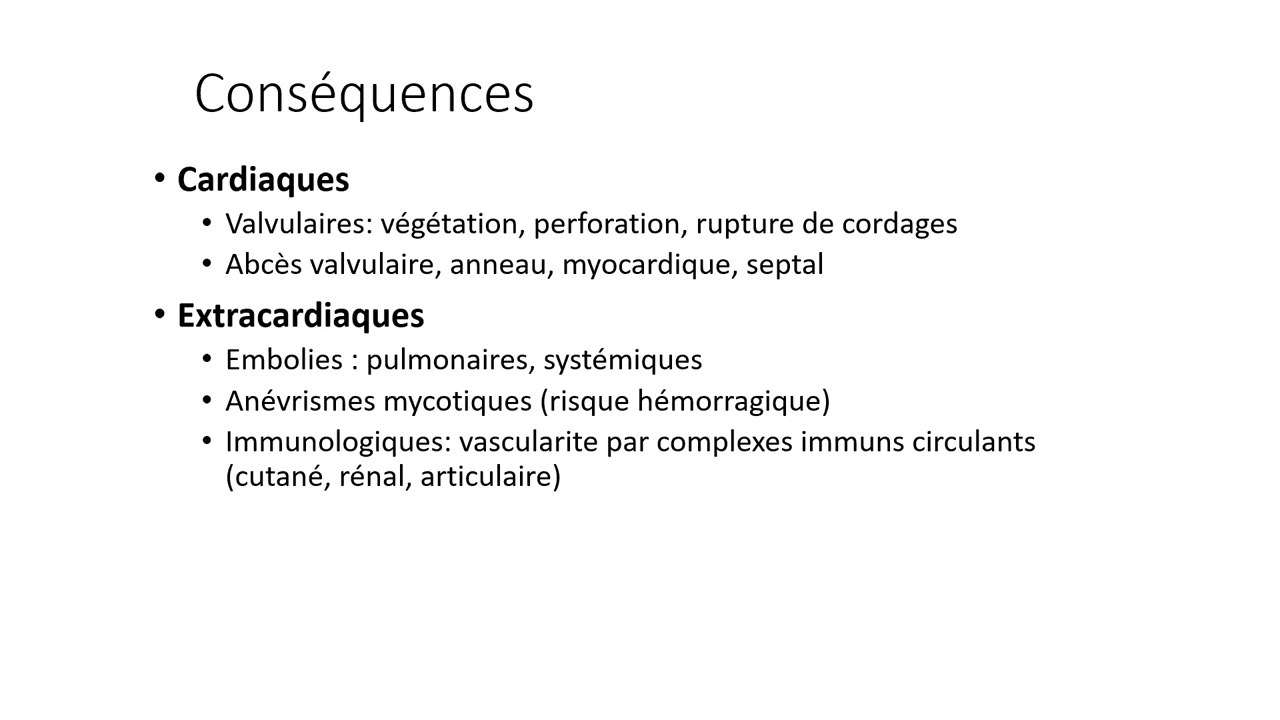 Conséquences
• Cardiaques
• Valvulaires: végétation, perforation, rupture de cordages
• Abcès valvulaire, anneau, myocardique, septal
• Extracardiaques
• Embolies : pulmonaires, systémiques
• Anévrismes mycotiques (risque hémorragique)
• Immunologiques: vascularite par complexes immuns circulants
(cutané, rénal, articulaire)